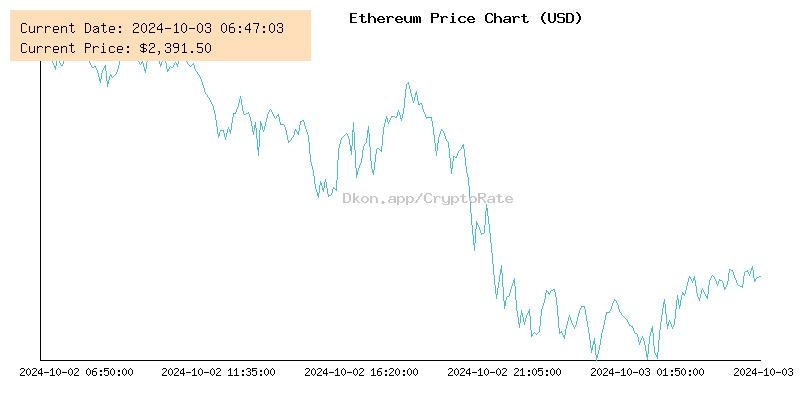 Ethereum Price Chart (USD)
Current Date: 2024-10-03 06:47:03
Current Price: $2,391.50
Dkon.app/CryptoRate
2024-10-02 06:50:00 2024-10-02 11:35:00 2024-10-02 16:20:00 2024-10-02 21:05:00 2024-10-03 01:50:00 2024-10-03